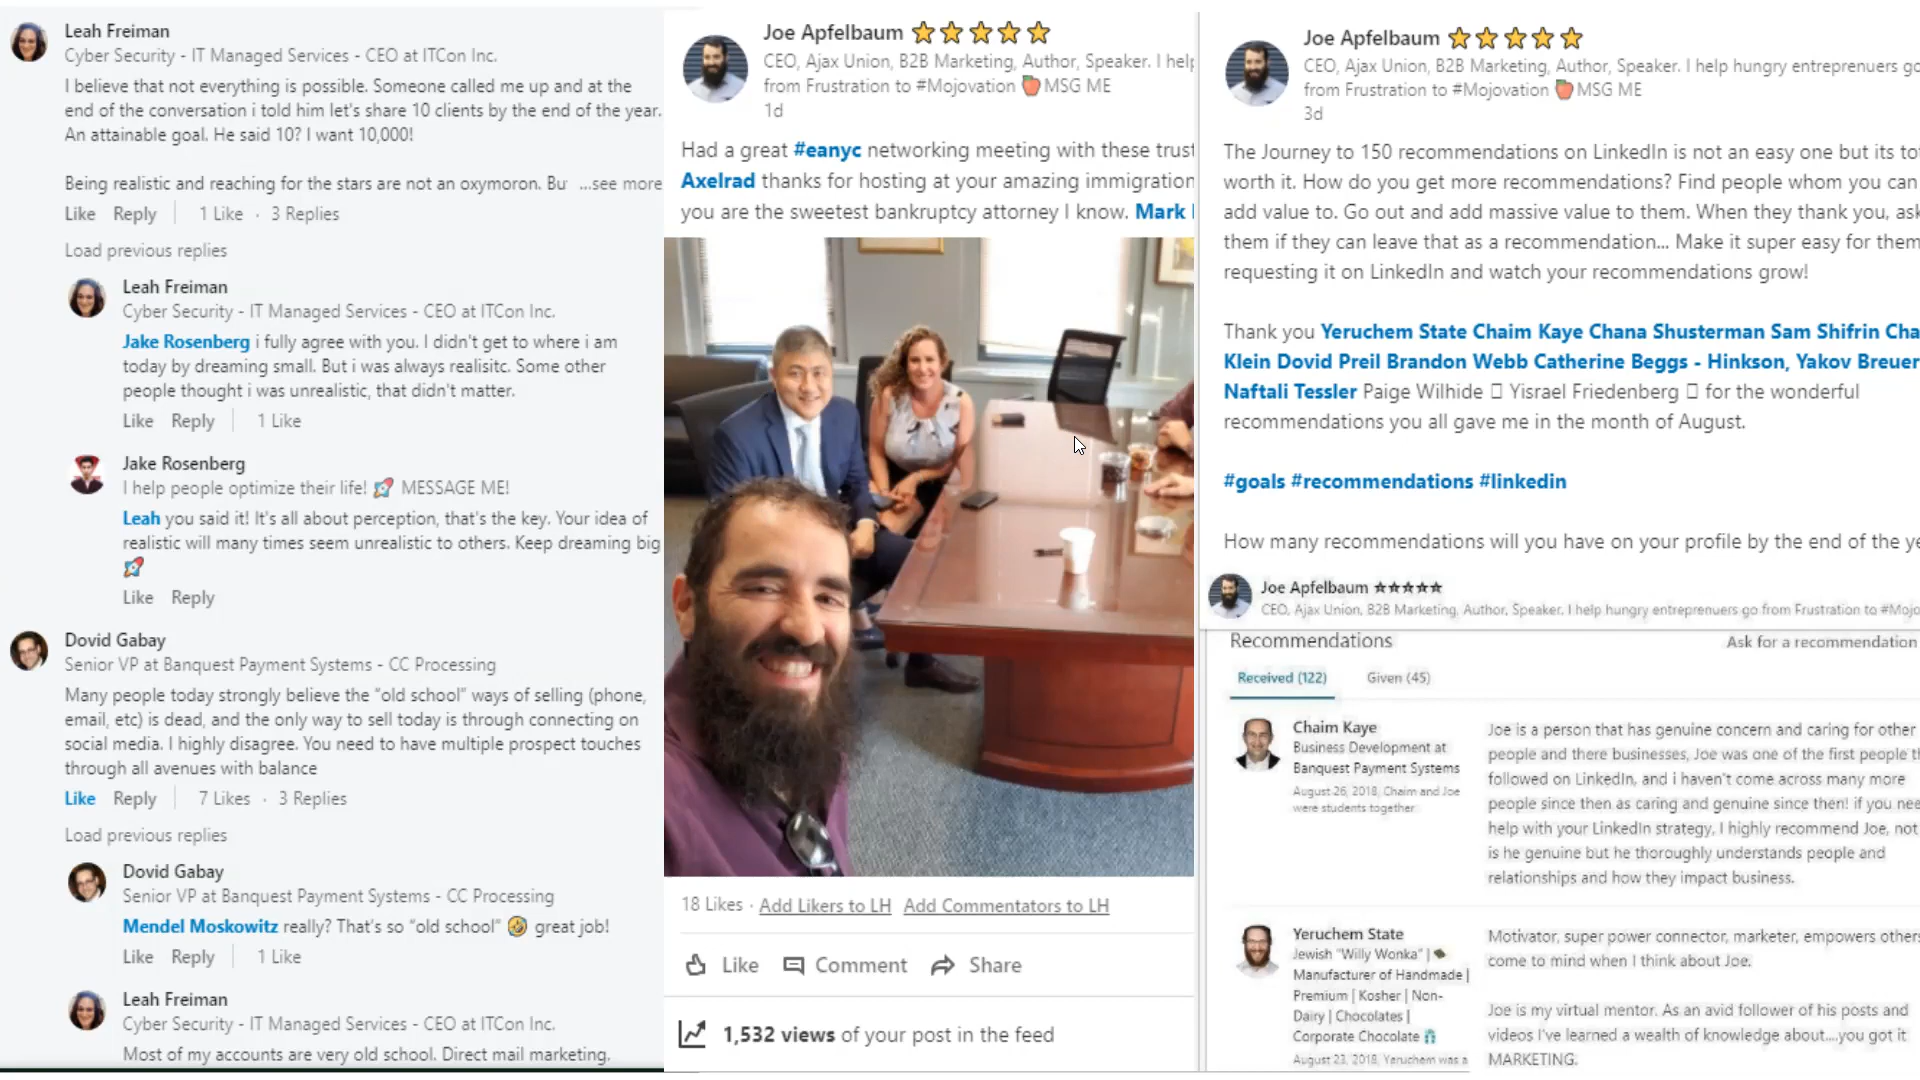 Leah Freiman
Cyber Security - IT Managed Services - CEO at ITCon Inc.
I believe that not everything is possible. Someone called me up and at the
end of the conversation i told him let's share 10 clients by the end of the year.
An attainable goal. He said 10? I want 10,000!
Being realistic and reaching for the stars are not an oxymoron. Bu ...see more
Like Reply 1 Like · 3 Replies
Load previous replies
Leah Freiman
Cyber Security - IT Managed Services - CEO at ITCon Inc.
Jake Rosenberg i fully agree with you. I didn't get to where i am
today by dreaming small. But i was always realisitc. Some other
people thought i was unrealistic, that didn't matter.
Like Reply 1 Like
Jake Rosenberg
I help people optimize their life! 🚀 MESSAGE ME!
Leah you said it! It's all about perception, that's the key. Your idea of
realistic will many times seem unrealistic to others. Keep dreaming big
🚀
Like Reply
Dovid Gabay
Senior VP at Banquest Payment Systems - CC Processing
Many people today strongly believe the "old school" ways of selling (phone,
email, etc) is dead, and the only way to sell today is through connecting on
social media. I highly disagree. You need to have multiple prospect touches
through all avenues with balance
Like Reply 7 Likes · 3 Replies
Load previous replies
Dovid Gabay
Senior VP at Banquest Payment Systems - CC Processing
Mendel Moskowitz really? That's so "old school" 🤣 great job!
Like Reply 1 Like
Leah Freiman
Cyber Security - IT Managed Services - CEO at ITCon Inc.
Most of my accounts are very old school. Direct mail marketing.
Joe Apfelbaum ⭐⭐⭐⭐⭐
CEO, Ajax Union, B2B Marketing, Author, Speaker. I help
from Frustration to #Mojovation 🍎MSG ME
1d
Had a great #eanyc networking meeting with these trust
Axelrad thanks for hosting at your amazing immigration
you are the sweetest bankruptcy attorney I know. Mark
18 Likes · Add Likers to LH Add Commentators to LH
Like Comment Share
1,532 views of your post in the feed
Joe Apfelbaum ⭐⭐⭐⭐⭐
CEO, Ajax Union, B2B Marketing, Author, Speaker. I help hungry entreprenuers go
from Frustration to #Mojovation 🍎MSG ME
3d
The Journey to 150 recommendations on LinkedIn is not an easy one but its to
worth it. How do you get more recommendations? Find people whom you can
add value to. Go out and add massive value to them. When they thank you, ask
them if they can leave that as a recommendation... Make it super easy for them
requesting it on LinkedIn and watch your recommendations grow!
Thank you Yeruchem State Chaim Kaye Chana Shusterman Sam Shifrin Cha
Klein Dovid Preil Brandon Webb Catherine Beggs - Hinkson, Yakov Breuer
Naftali Tessler Paige Wilhide Yisrael Friedenberg for the wonderful
recommendations you all gave me in the month of August.
#goals #recommendations #linkedin
How many recommendations will you have on your profile by the end of the ye
Joe Apfelbaum ★★★★★
CEO, Ajax Union, B2B Marketing, Author, Speaker. I help hungry entreprenuers go from Frustration to #Mojo
Recommendations Ask for a recommendation
Received (122) Given (45)
Chaim Kaye
Business Development at
Banquest Payment Systems
August 26, 2018, Chaim and Joe
were students together
Joe is a person that has genuine concern and caring for other
people and there businesses, Joe was one of the first people th
followed on LinkedIn, and i haven't come across many more
people since then as caring and genuine since then! if you nee
help with your LinkedIn strategy, I highly recommend Joe, not
is he genuine but he thoroughly understands people and
relationships and how they impact business.
Yeruchem State
Jewish "Willy Wonka" |
Manufacturer of Handmade |
Premium | Kosher | Non-
Dairy | Chocolates |
Corporate Chocolate
August 23, 2018, Yeruchem was a
Motivator, super power connector, marketer, empowers others
come to mind when I think about Joe.
Joe is my virtual mentor. As an avid follower of his posts and
videos I've learned a wealth of knowledge about....you got it
MARKETING.